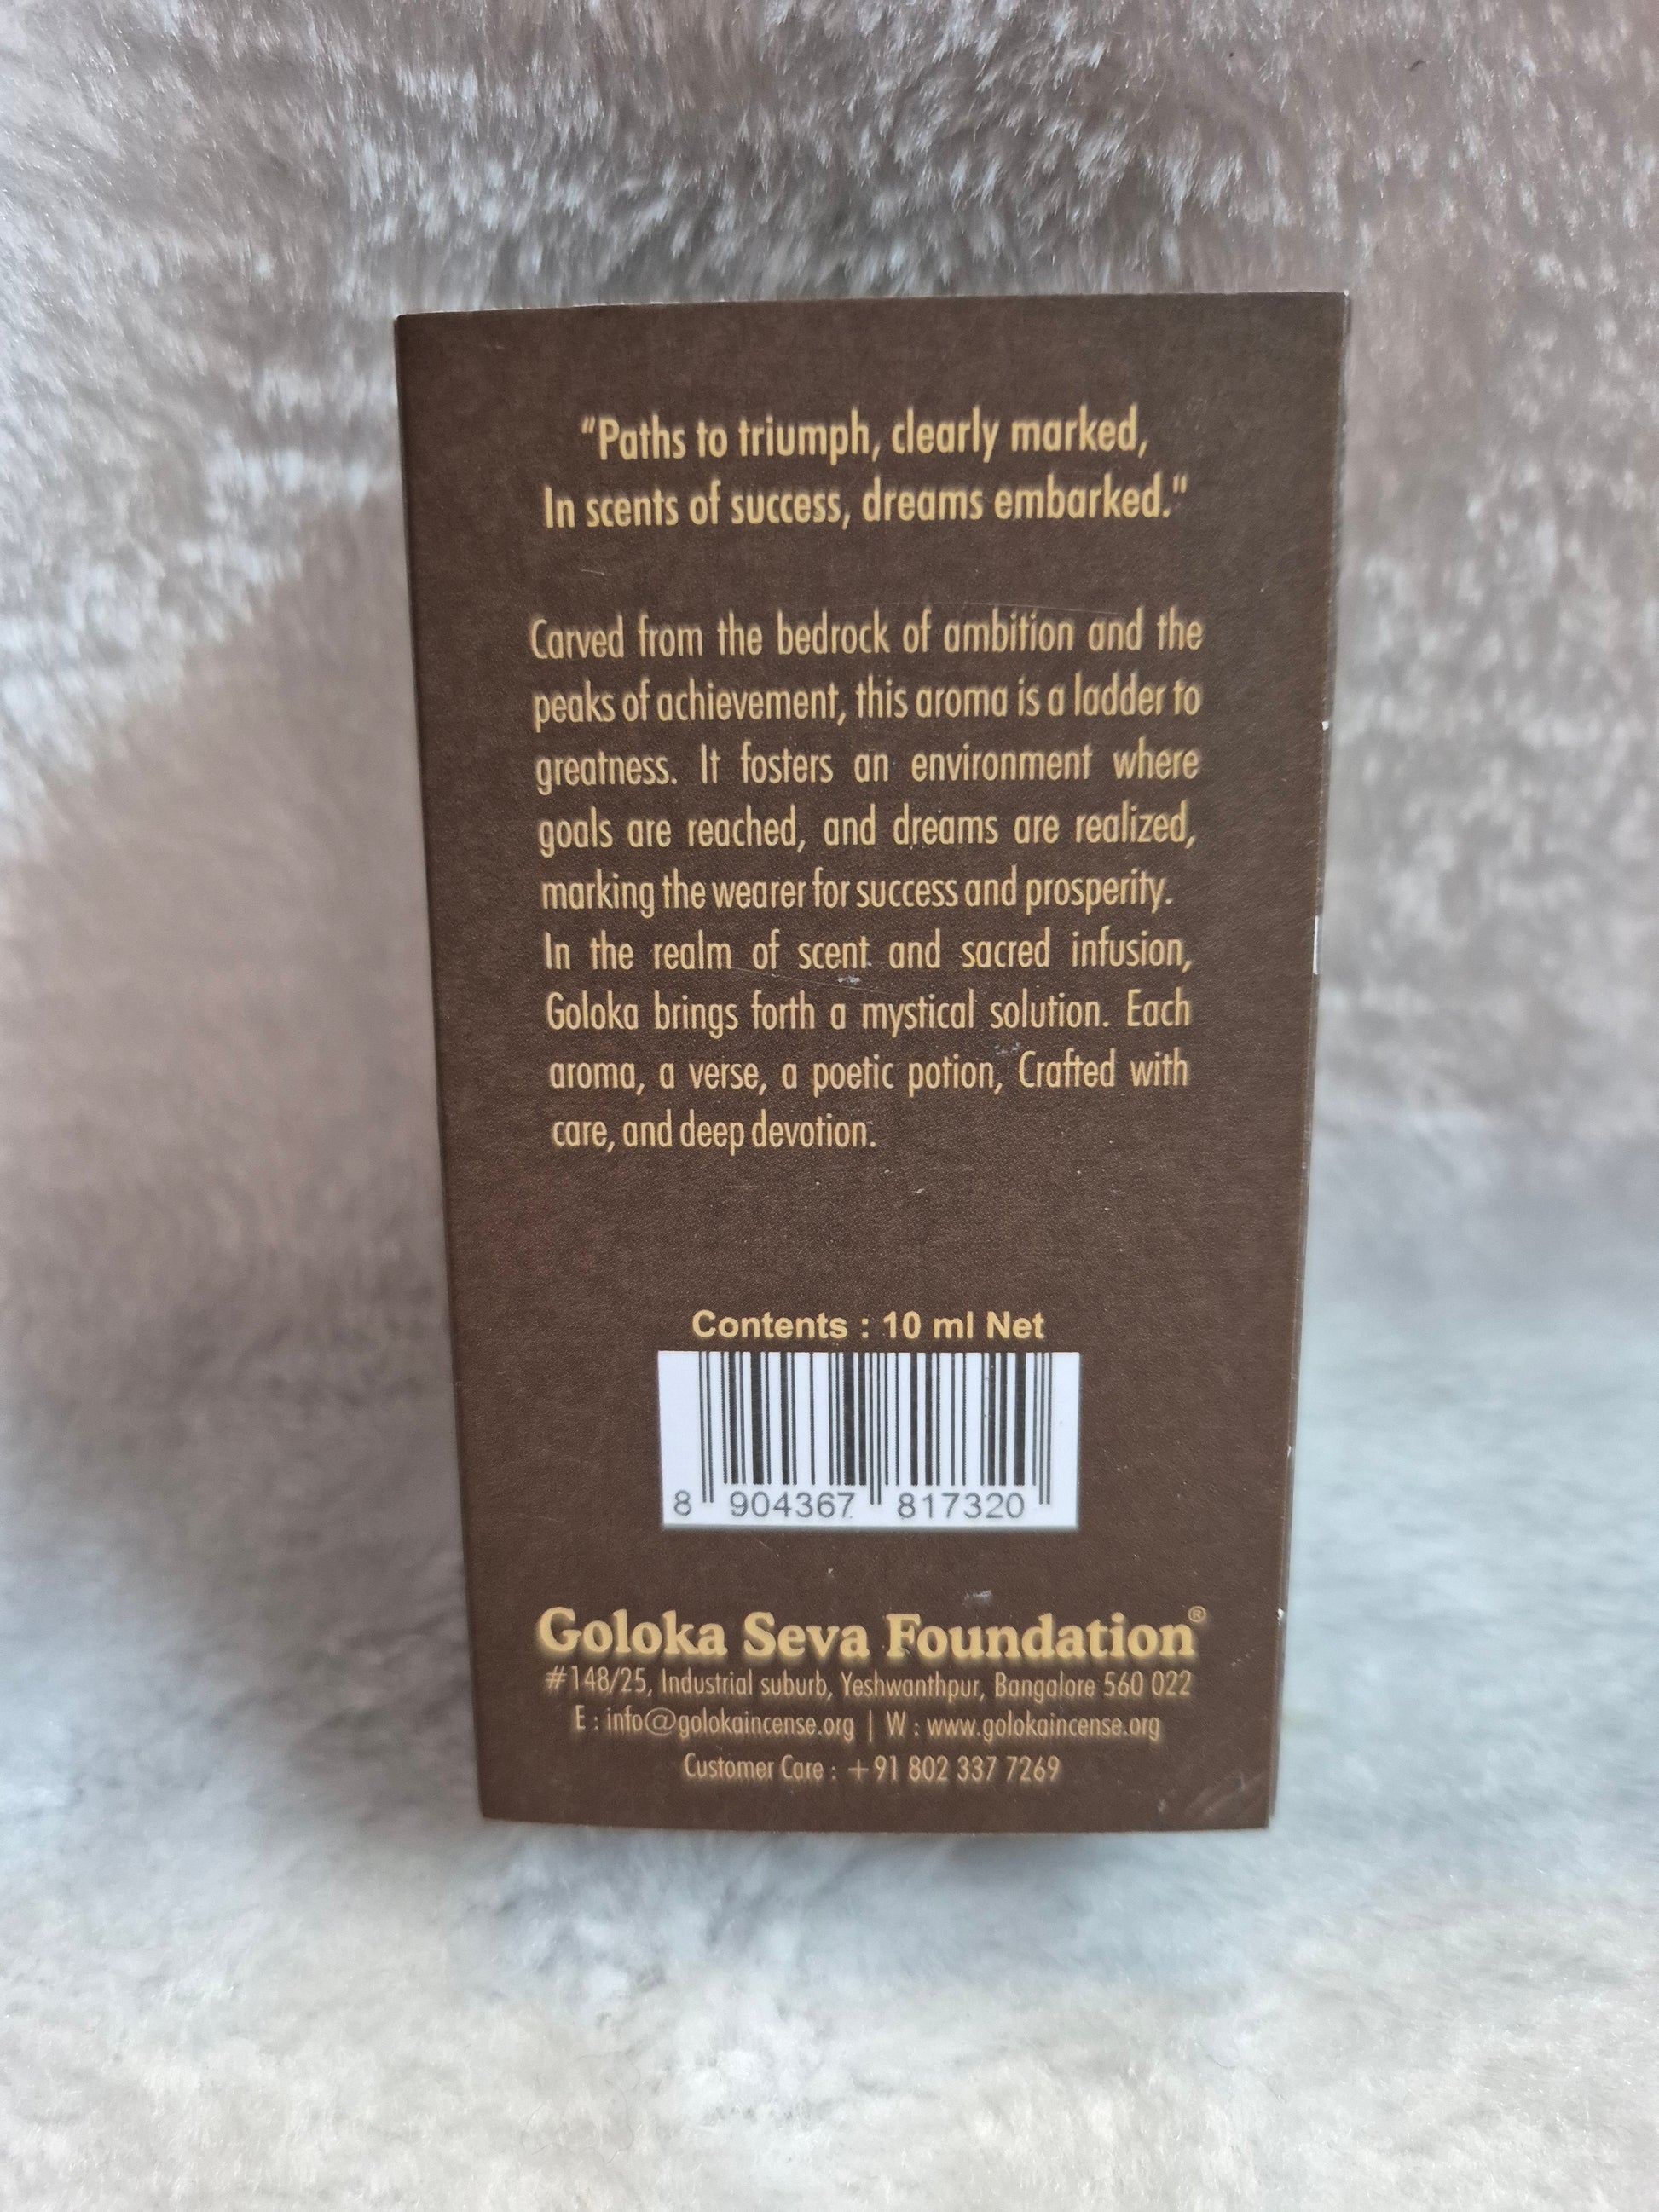 “Paths to triumph, clearly marked,
In scents of success, dreams embarked."
Carved from the bedrock of ambition and the
peaks of achievement, this aroma is a ladder to
greatness. It fosters an environment where
goals are reached, and dreams are realized,
marking the wearer for success and prosperity.
In the realm of scent and sacred infusion,
Goloka brings forth a mystical solution. Each
aroma, a verse, a poetic potion, Crafted with
care, and deep devotion.
Contents : 10 ml Net
8 904367 817320
Goloka Seva Foundation®
#148/25, Industrial suburb, Yeshwanthpur, Bangalore 560 022
E : info@golokaincense.org | W : www.golokaincense.org
Customer Care : +91 802 337 7269